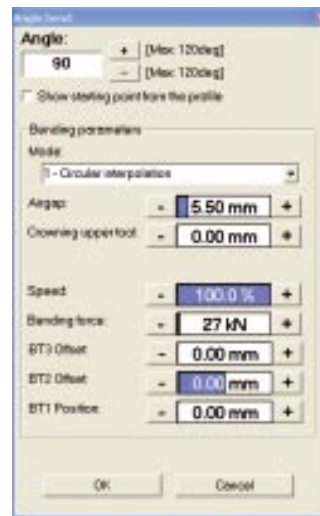 Angle bend
Angle:
90
+ [Max: 120deg]
- [Max: 120deg]
Show starting point from the profile
Bending parameters
Mode:
1 - Circular interpolation
Airgap: - 5.50 mm +
Crowning upper tool: - 0.00 mm +
Speed: - 100.0 % +
Bending force: - 27 kN +
BT3 Offset: - 0.00 mm +
BT2 Offset: - 0.00 mm +
BT1 Position: - 0.00 mm +
OK Cancel